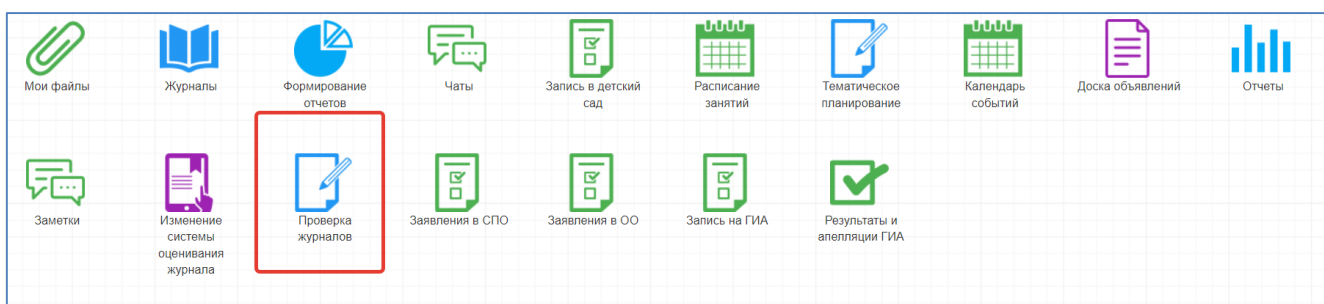 Мои файлы
Журналы
Формирование
отчетов
Чаты
Запись в детский
сад
Расписание
занятий
Тематическое
планирование
Календарь
событий
Доска объявлений
Отчеты
Заметки
Изменение
системы
оценивания
журнала
Проверка
журналов
Заявления в СПО
Заявления в ОО
Запись на ГИА
Результаты и
апелляции ГИА